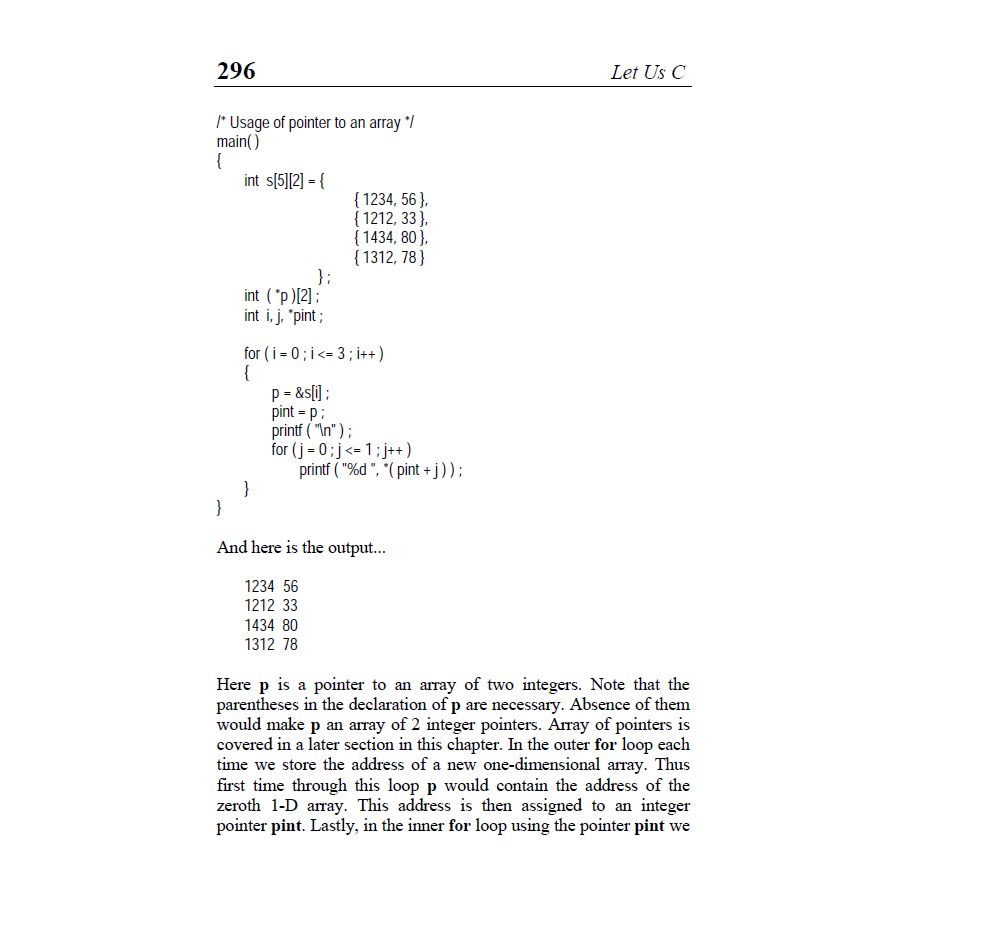 296 Let Us C
/* Usage of pointer to an array */
main( )
{
int s[5][2] = {
{ 1234, 56 },
{ 1212, 33 },
{ 1434, 80 },
{ 1312, 78 }
} ;
int ( *p )[2] ;
int i, j, *pint ;
for ( i = 0 ; i <= 3 ; i++ )
{
p = &s[i] ;
pint = p ;
printf ( "\n" ) ;
for ( j = 0 ; j <= 1 ; j++ )
printf ( "%d ", *( pint + j ) ) ;
}
}
And here is the output...
1234 56
1212 33
1434 80
1312 78
Here p is a pointer to an array of two integers. Note that the
parentheses in the declaration of p are necessary. Absence of them
would make p an array of 2 integer pointers. Array of pointers is
covered in a later section in this chapter. In the outer for loop each
time we store the address of a new one-dimensional array. Thus
first time through this loop p would contain the address of the
zeroth 1-D array. This address is then assigned to an integer
pointer pint. Lastly, in the inner for loop using the pointer pint we